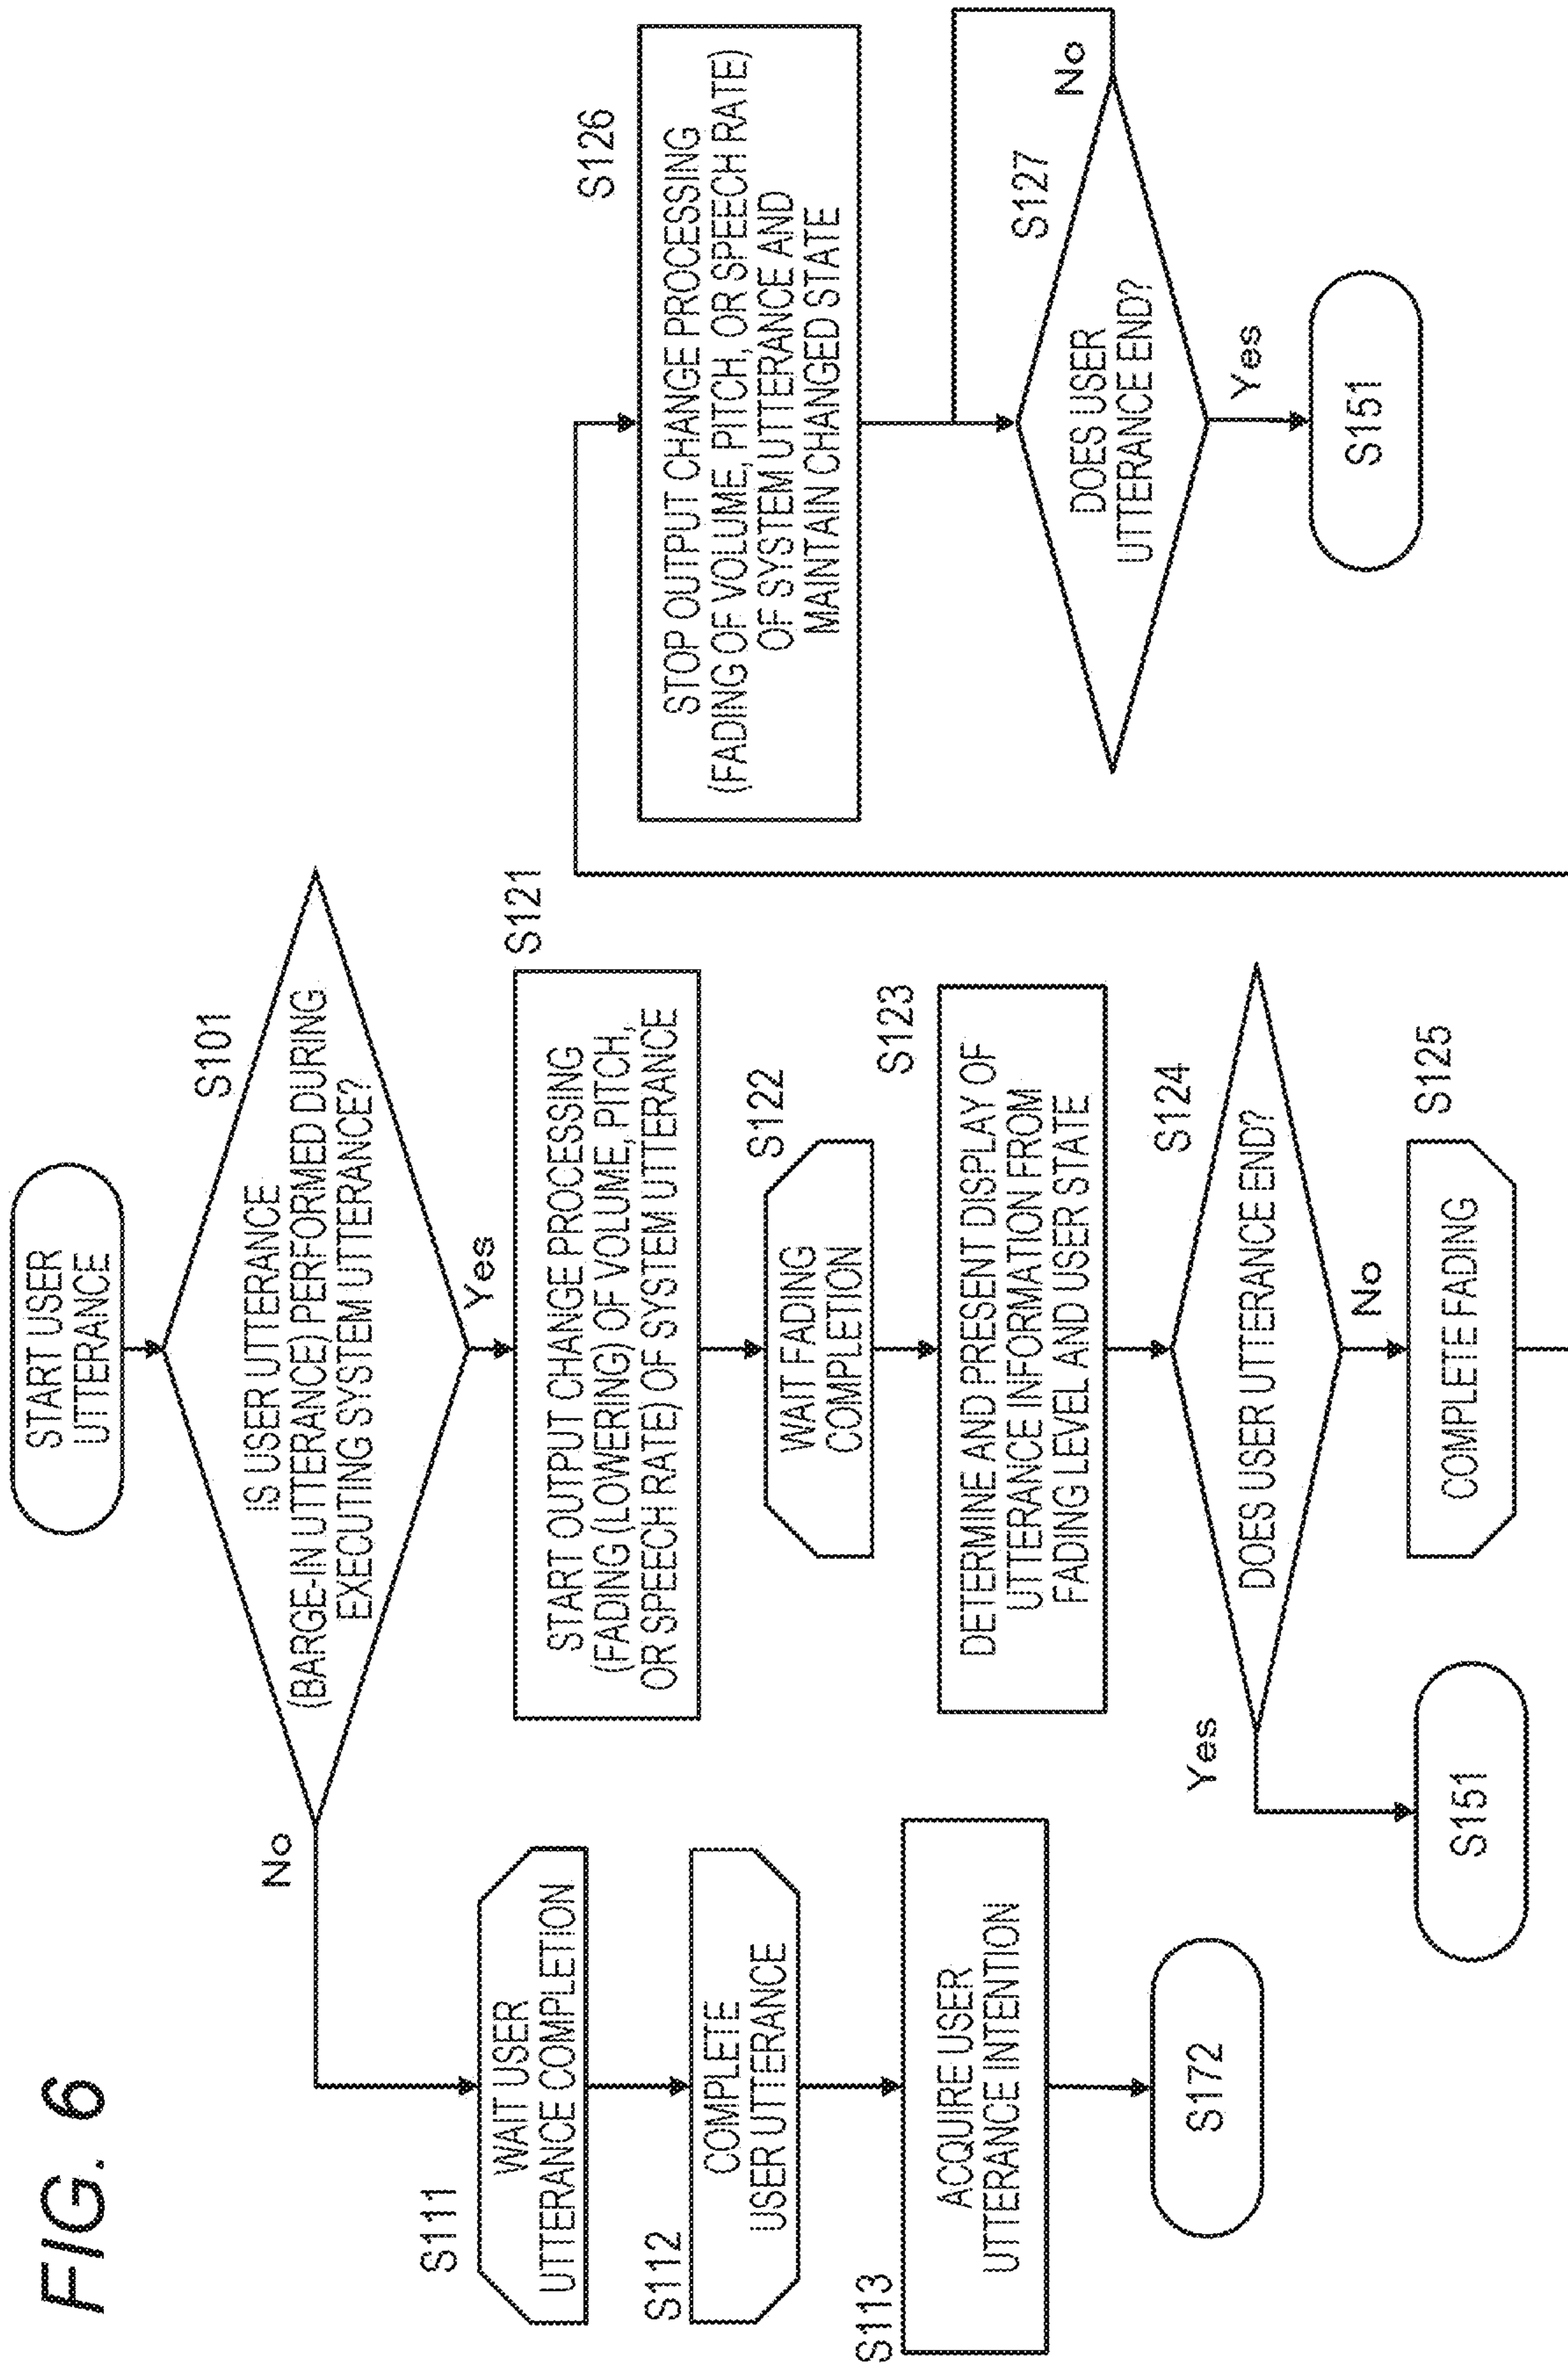 FIG. 6
START USER
UTTERANCE
S101
IS USER UTTERANCE
(BARGE-IN UTTERANCE) PERFORMED DURING
EXECUTING SYSTEM UTTERANCE?
No
Yes
S111
WAIT USER
UTTERANCE COMPLETION
S112
COMPLETE
USER UTTERANCE
S113
ACQUIRE USER
UTTERANCE INTENTION
S172
S121
START OUTPUT CHANGE PROCESSING
(FADING (LOWERING) OF VOLUME, PITCH,
OR SPEECH RATE) OF SYSTEM UTTERANCE
S122
WAIT FADING
COMPLETION
S123
DETERMINE AND PRESENT DISPLAY OF
UTTERANCE INFORMATION FROM
FADING LEVEL AND USER STATE
S124
DOES USER UTTERANCE END?
Yes
No
S151
S125
COMPLETE FADING
S126
STOP OUTPUT CHANGE PROCESSING
(FADING OF VOLUME, PITCH, OR SPEECH RATE)
OF SYSTEM UTTERANCE AND
MAINTAIN CHANGED STATE
S127
DOES USER
UTTERANCE END?
No
Yes
S151